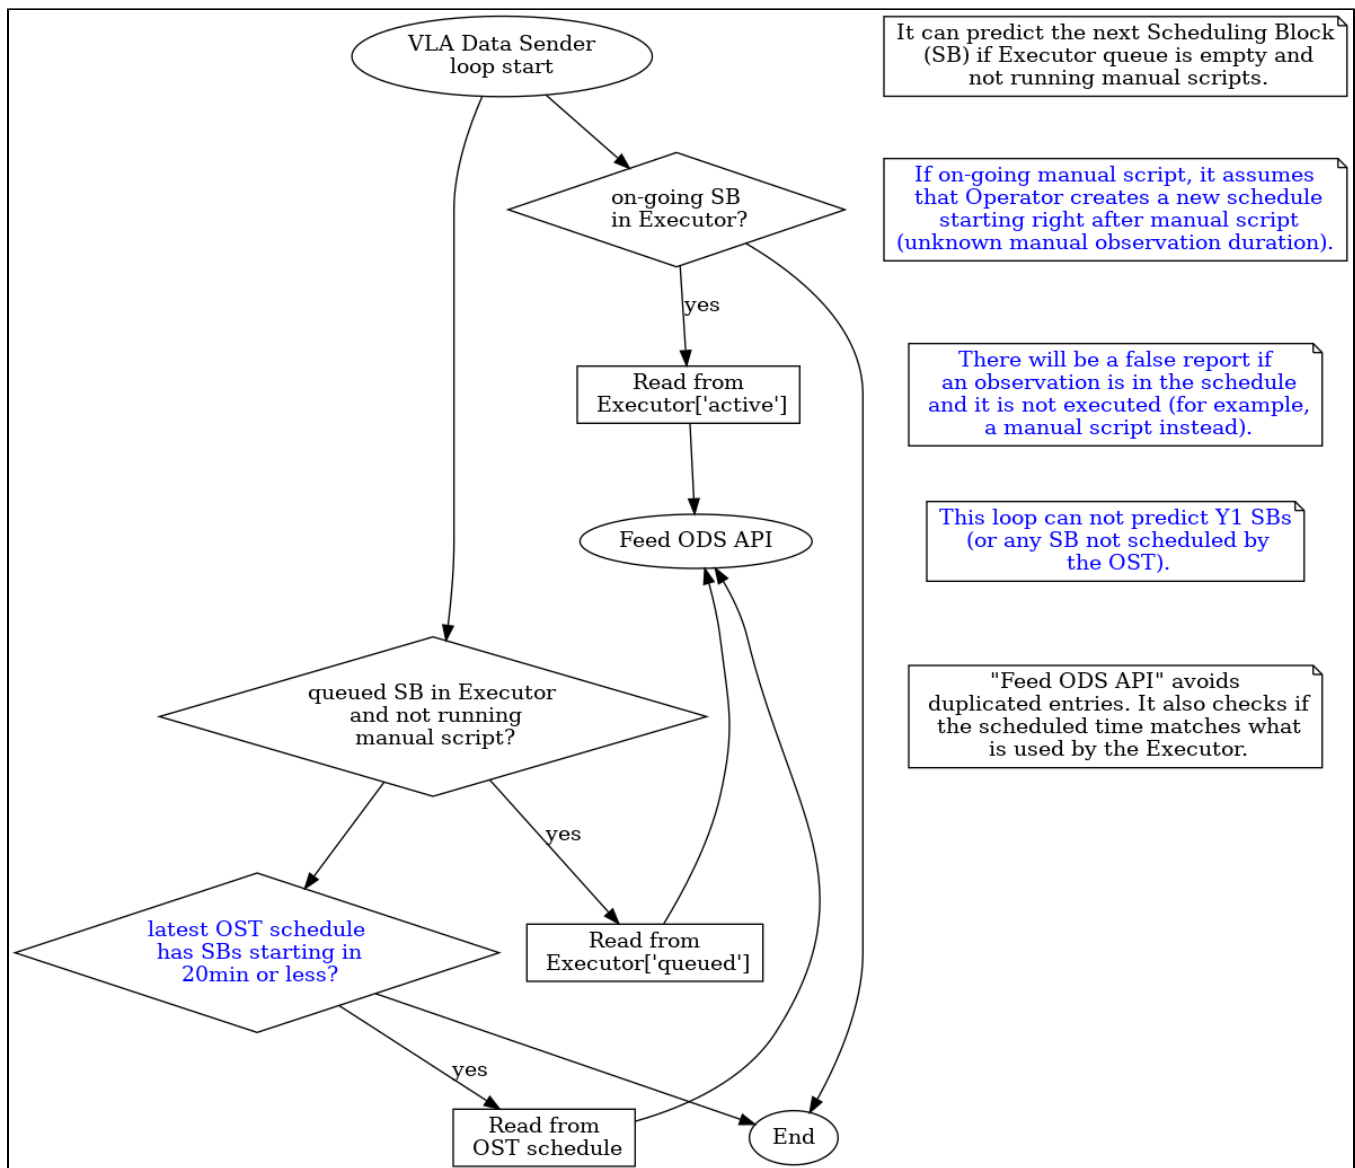 VLA Data Sender
loop start
It can predict the next Scheduling Block
(SB) if Executor queue is empty and
not running manual scripts.
on-going SB
in Executor?
If on-going manual script, it assumes
that Operator creates a new schedule
starting right after manual script
(unknown manual observation duration).
yes
Read from
Executor['active']
There will be a false report if
an observation is in the schedule
and it is not executed (for example,
a manual script instead).
Feed ODS API
This loop can not predict Y1 SBs
(or any SB not scheduled by
the OST).
queued SB in Executor
and not running
manual script?
"Feed ODS API" avoids
duplicated entries. It also checks if
the scheduled time matches what
is used by the Executor.
yes
latest OST schedule
has SBs starting in
20min or less?
Read from
Executor['queued']
yes
Read from
OST schedule
End